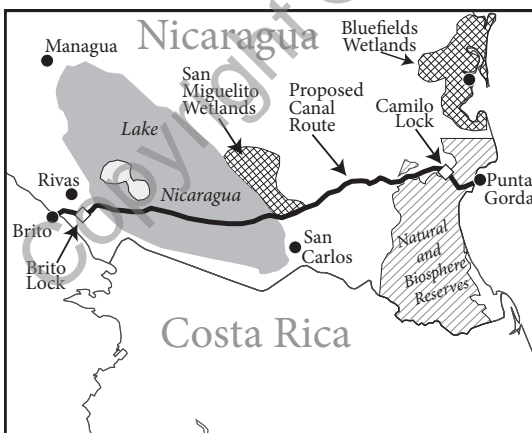 Nicaragua
Bluefields
Wetlands
Managua
San
Miguelito
Wetlands
Proposed
Canal
Route
Camilo
Lock
Lake
Nicaragua
Rivas
Brito
Brito
Lock
San
Carlos
Punta
Gorda
Natural
and
Biosphere
Reserves
Costa Rica
Copyright